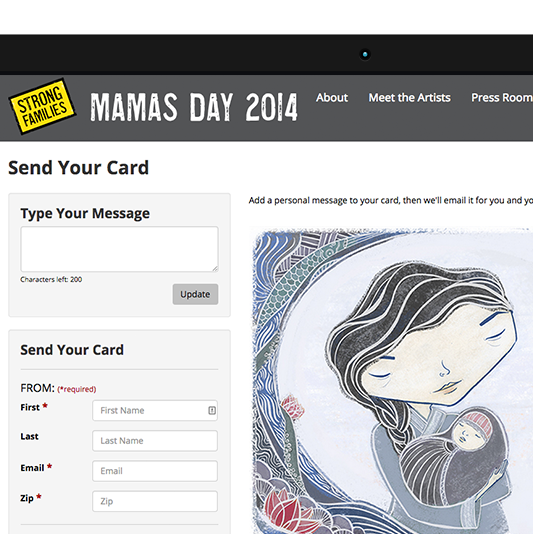 STRONG
FAMILIES
MAMAS DAY 2014
About Meet the Artists Press Room
Send Your Card
Type Your Message
Characters left: 200
Update
Add a personal message to your card, then we'll email it for you and yo
Send Your Card
FROM: (*required)
First * First Name
Last Last Name
Email * Email
Zip * Zip